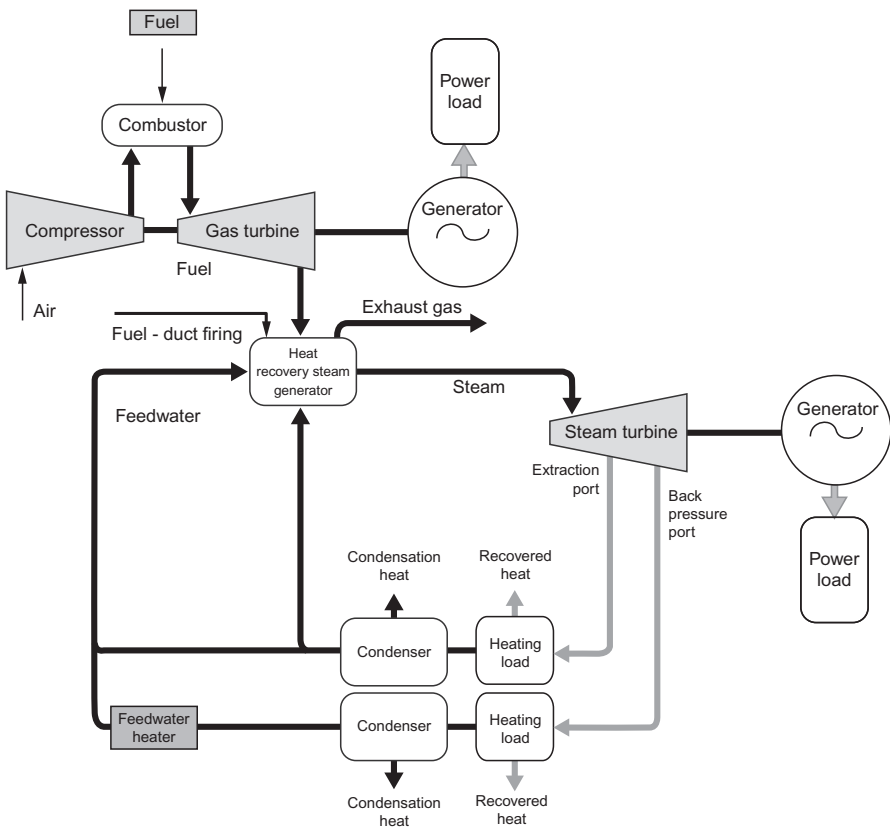 Fuel
Power
load
Combustor
Generator
Compressor
Gas turbine
Fuel
Air
Exhaust gas
Fuel - duct firing
Heat
recovery steam
generator
Steam
Feedwater
Generator
Steam turbine
Extraction
port
Back
pressure
port
Power
load
Condensation
heat
Recovered
heat
Condenser
Heating
load
Feedwater
heater
Condenser
Heating
load
Condensation
heat
Recovered
heat